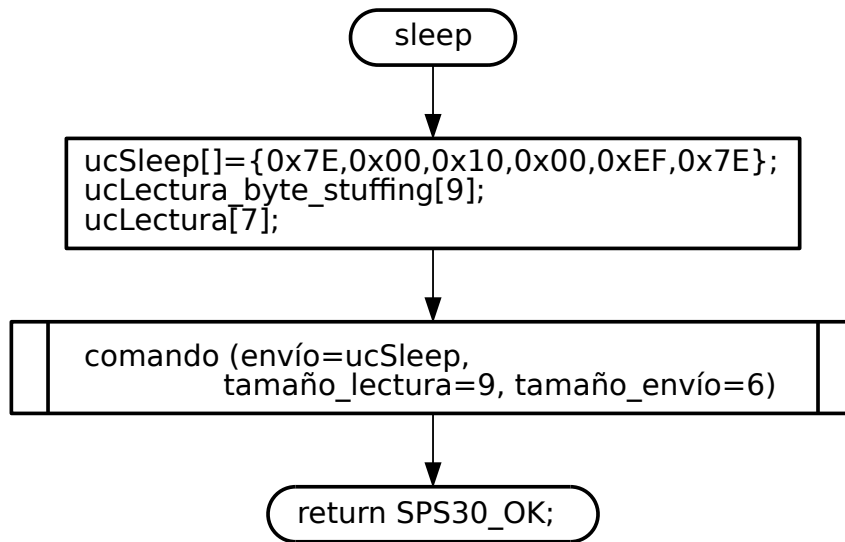 sleep
ucSleep[]={0x7E,0x00,0x10,0x00,0xEF,0x7E};
ucLectura_byte_stuffing[9];
ucLectura[7];
comando (envío=ucSleep,
tamaño_lectura=9, tamaño_envío=6)
return SPS30_OK;